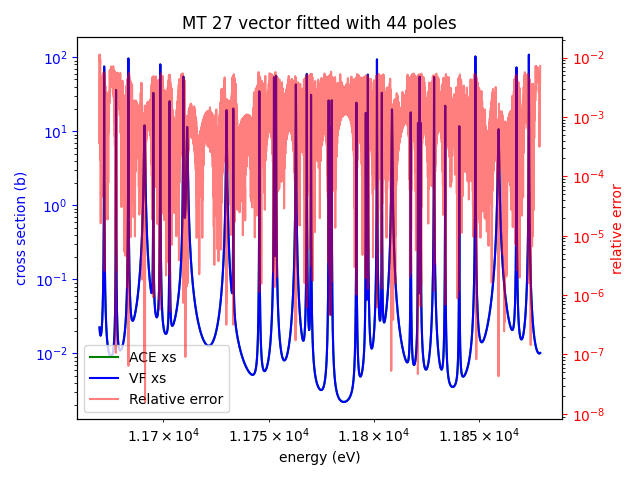 MT 27 vector fitted with 44 poles
cross section (b)
10²
10¹
10⁰
10⁻¹
10⁻²
10⁻²
10⁻³
10⁻⁴
10⁻⁵
10⁻⁶
10⁻⁷
10⁻⁸
relative error
ACE xs
VF xs
Relative error
1.17 × 10⁴
1.175 × 10⁴
1.18 × 10⁴
1.185 × 10⁴
energy (eV)